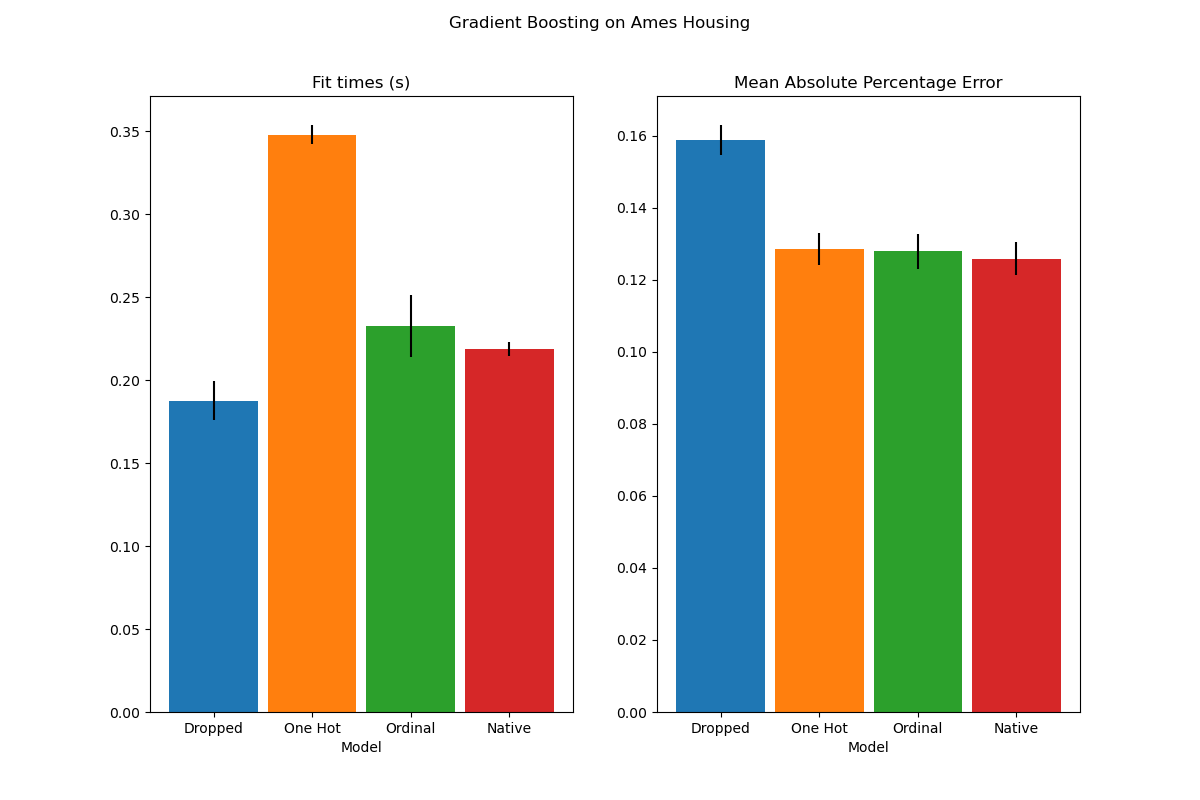 Gradient Boosting on Ames Housing
Fit times (s)
0.35
0.30
0.25
0.20
0.15
0.10
0.05
0.00
Dropped One Hot Ordinal Native
Model
Mean Absolute Percentage Error
0.16
0.14
0.12
0.10
0.08
0.06
0.04
0.02
0.00
Dropped One Hot Ordinal Native
Model